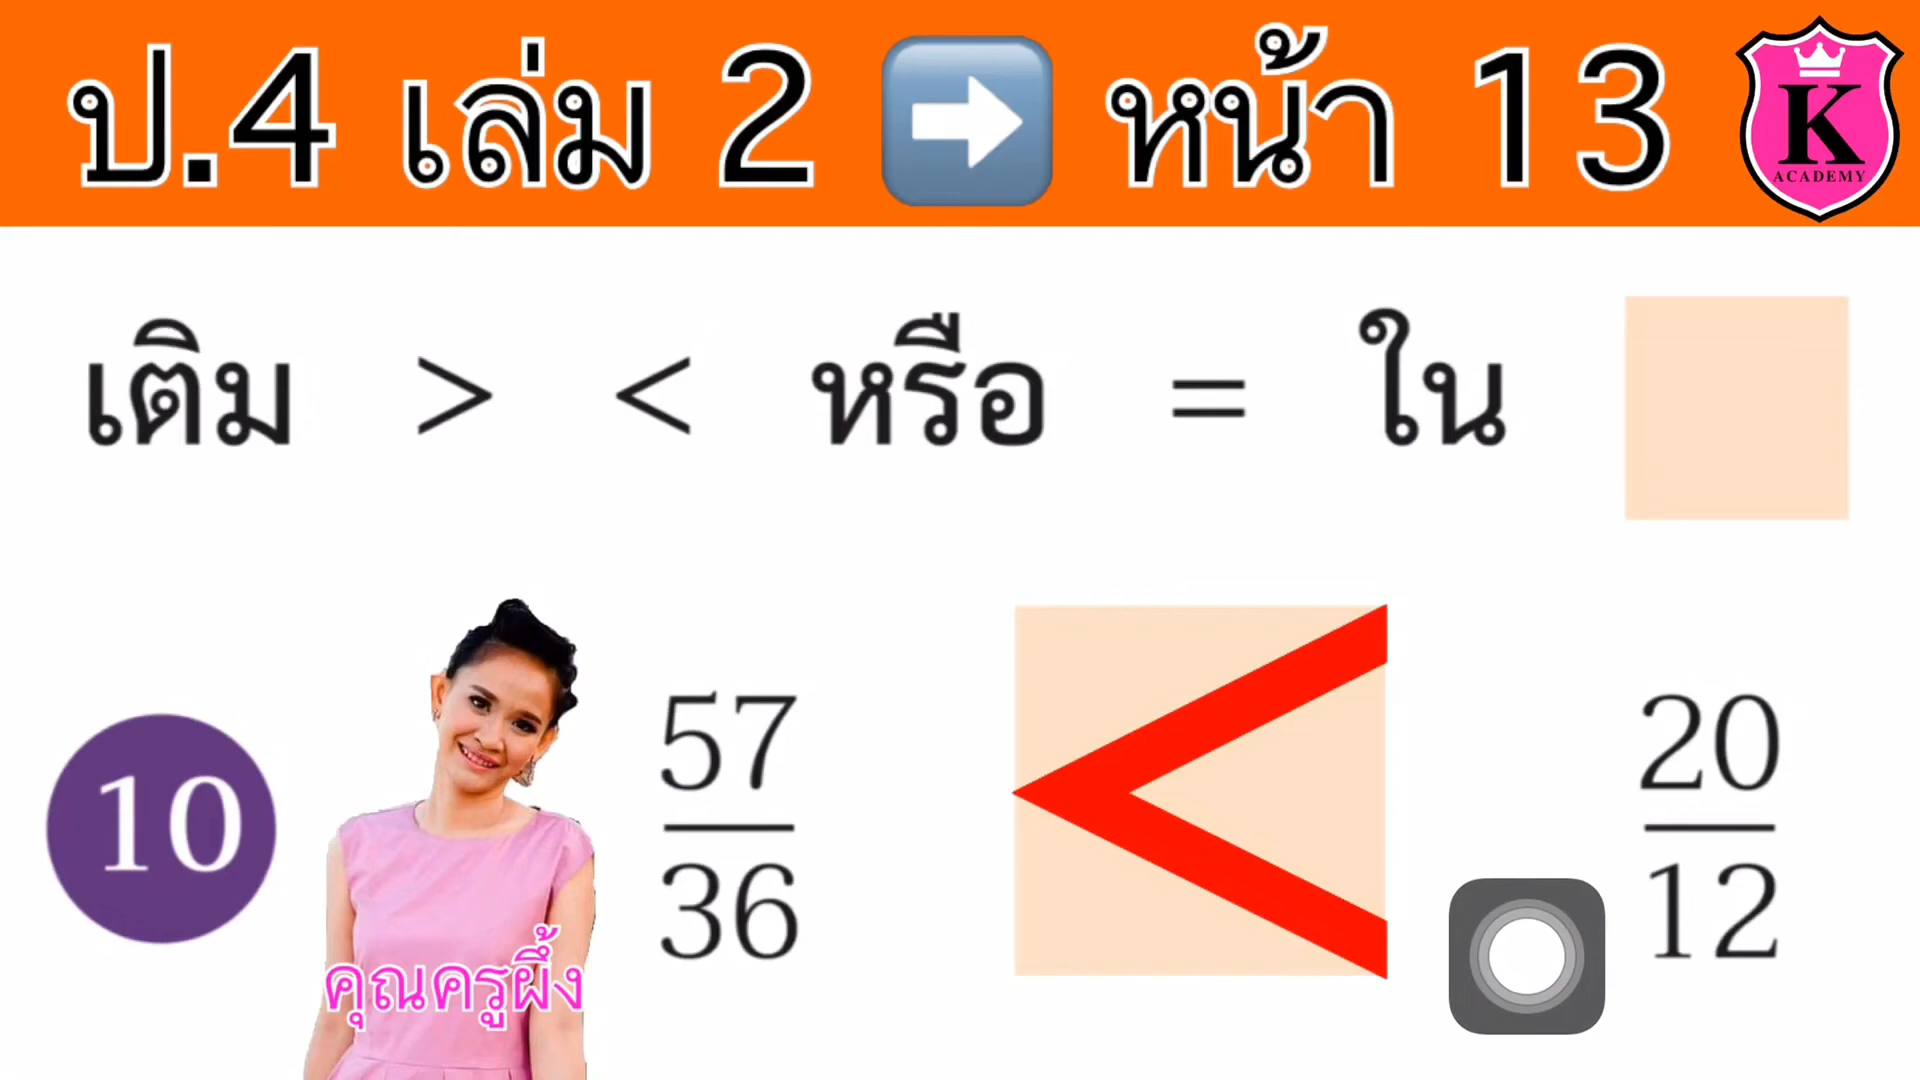 ป.4 เล่ม 2 ➡ หน้า 13
K
ACADEMY
เติม > < หรือ = ใน
10
57
36
<
20
12
คุณครูผึ้ง